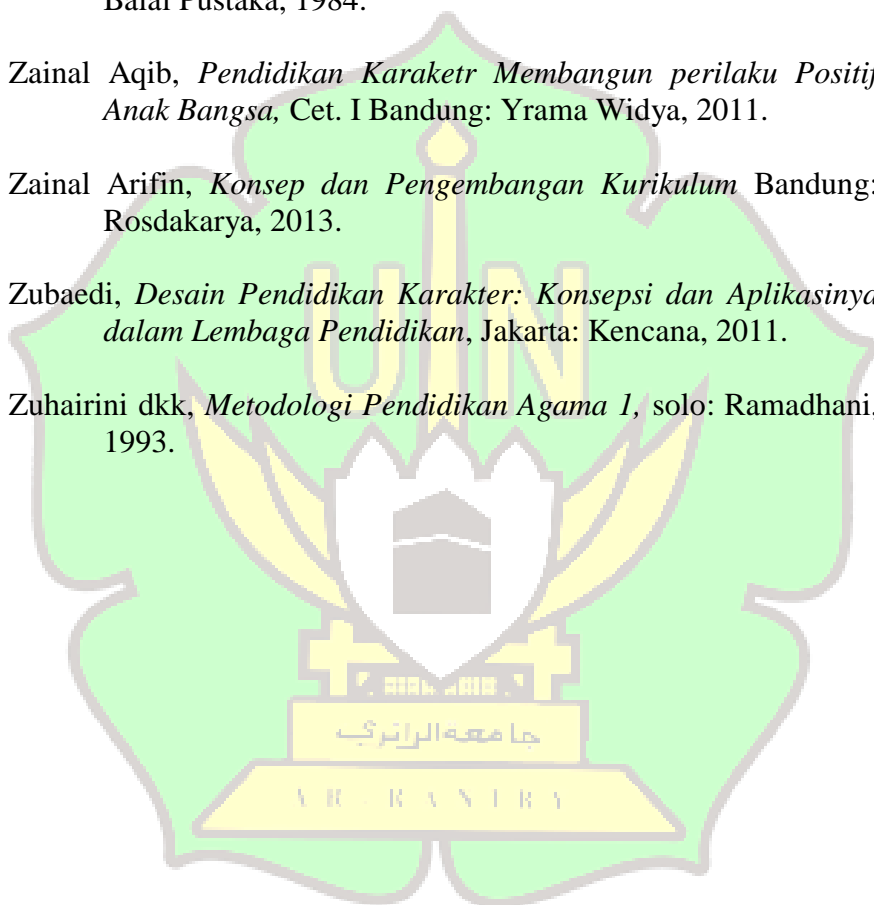 Balai Pustaka, 1984.
Zainal Aqib, Pendidikan Karaketr Membangun perilaku Positif
Anak Bangsa, Cet. I Bandung: Yrama Widya, 2011.
Zainal Arifin, Konsep dan Pengembangan Kurikulum Bandung:
Rosdakarya, 2013.
Zubaedi, Desain Pendidikan Karakter: Konsepsi dan Aplikasinya
dalam Lembaga Pendidikan, Jakarta: Kencana, 2011.
Zuhairini dkk, Metodologi Pendidikan Agama 1, solo: Ramadhani,
1993.
UIN
جامعةالرانري
AR-RANIRY